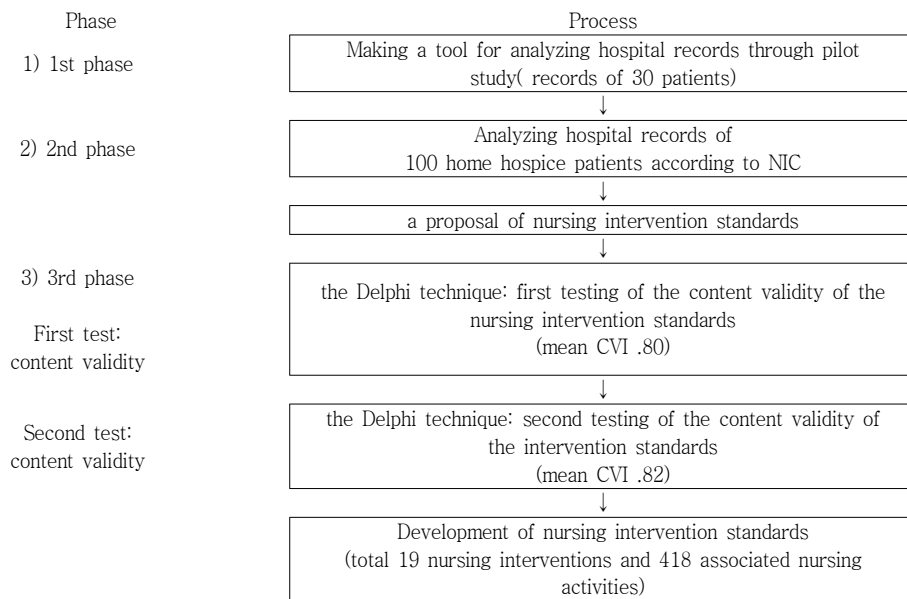 Phase
Process
1) 1st phase
Making a tool for analyzing hospital records through pilot
study( records of 30 patients)
↓
2) 2nd phase
Analyzing hospital records of
100 home hospice patients according to NIC
↓
a proposal of nursing intervention standards
↓
3) 3rd phase
First test:
content validity
the Delphi technique: first testing of the content validity of the
nursing intervention standards
(mean CVI .80)
↓
Second test:
content validity
the Delphi technique: second testing of the content validity of
the intervention standards
(mean CVI .82)
↓
Development of nursing intervention standards
(total 19 nursing interventions and 418 associated nursing
activities)